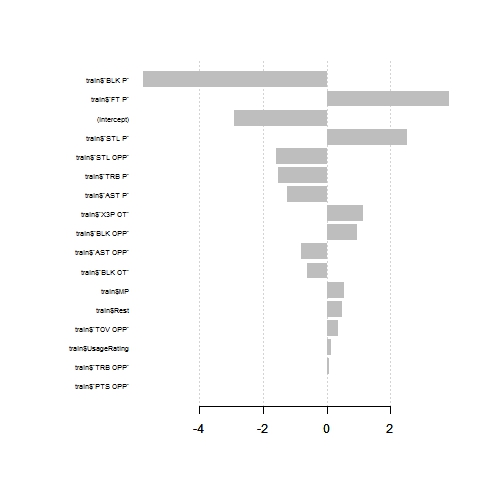 train$`BLK P`
train$`FT P`
(Intercept)
train$`STL P`
train$`STL OPP`
train$`TRB P`
train$`AST P`
train$`X3P OT`
train$`BLK OPP`
train$`AST OPP`
train$`BLK OT`
train$MP
train$Rest
train$`TOV OPP`
train$UsageRating
train$`TRB OPP`
train$`PTS OPP`
-4 -2 0 2